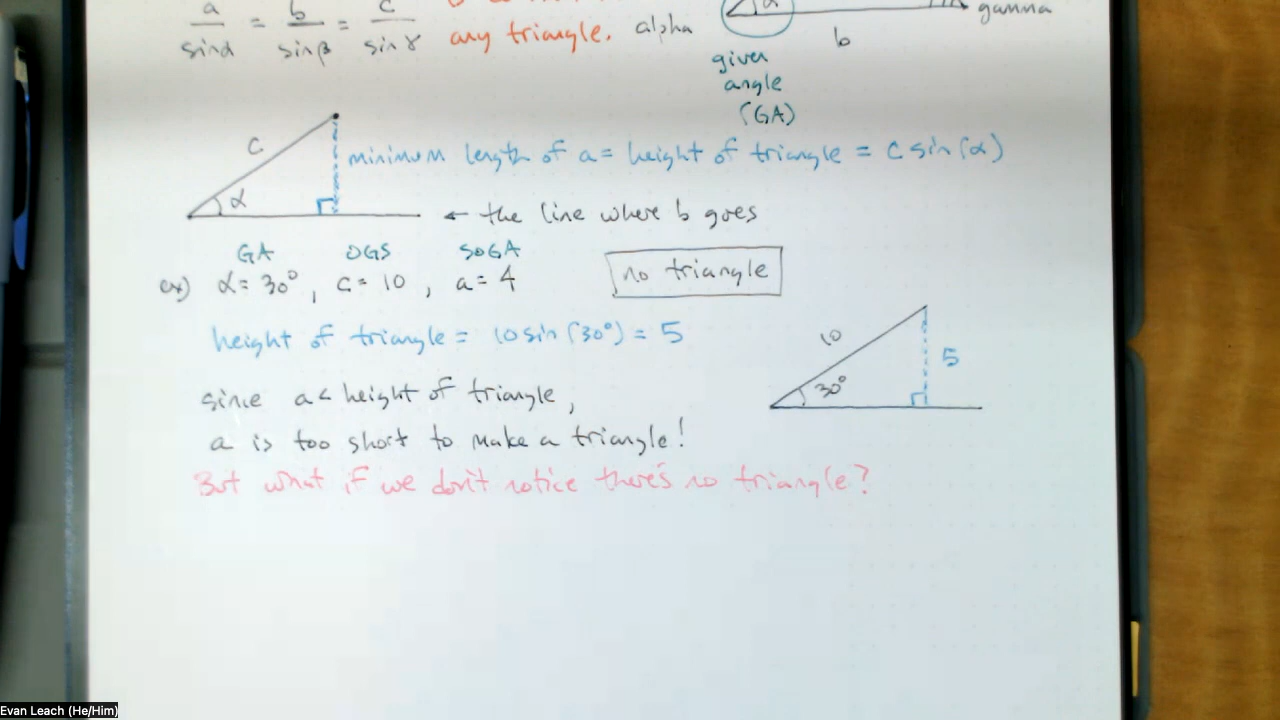 a/sinα = b/sinβ = c/sinγ
any triangle. alpha
α
gamma
b
given
angle
(GA)
c
α
minimum length of a = height of triangle = c sin(α)
← the line where b goes
GA OGS SOGA
ex) α = 30°, c = 10, a = 4
no triangle
height of triangle = 10 sin(30°) = 5
10
5
30°
since a < height of triangle,
a is too short to make a triangle!
But what if we don't notice there's no triangle?
Evan Leach (He/Him)